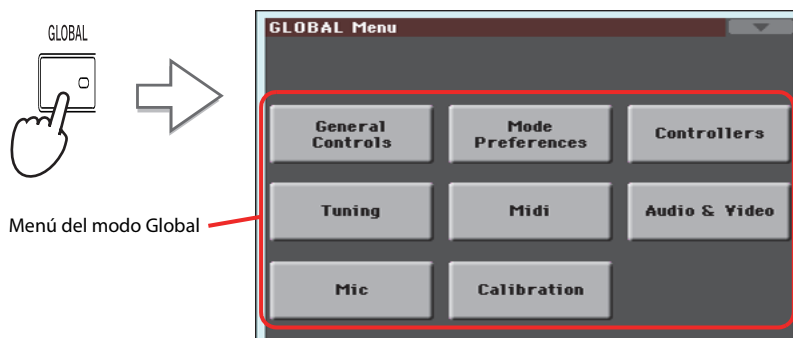 GLOBAL
GLOBAL Menu
General
Controls
Mode
Preferences
Controllers
Tuning
Midi
Audio & Video
Menú del modo Global
Mic
Calibration